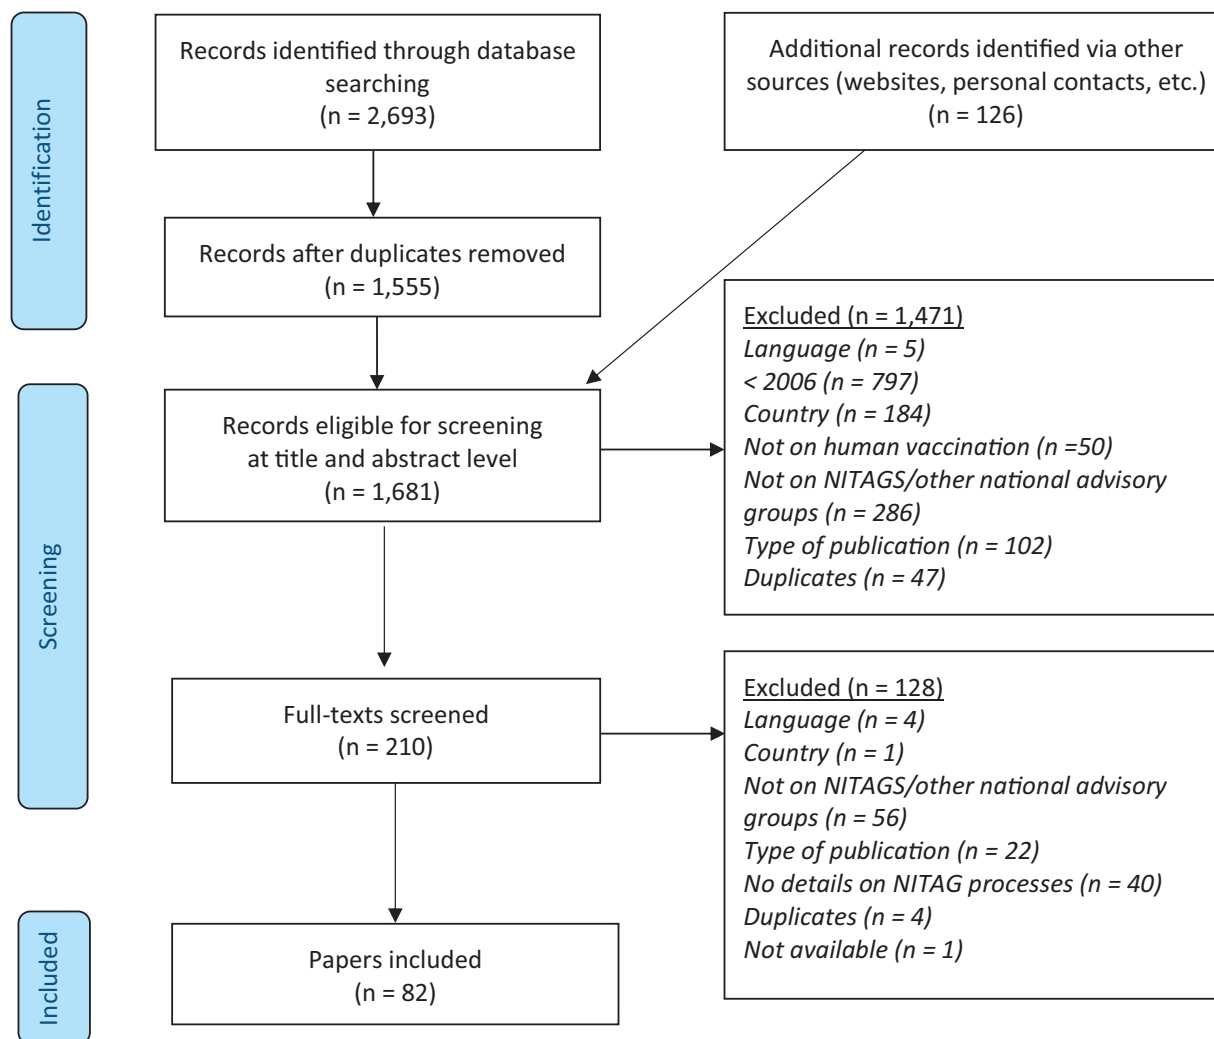 Identification
Records identified through database
searching
(n = 2,693)
Additional records identified via other
sources (websites, personal contacts, etc.)
(n = 126)
Records after duplicates removed
(n = 1,555)
Screening
Records eligible for screening
at title and abstract level
(n = 1,681)
Excluded (n = 1,471)
Language (n = 5)
< 2006 (n = 797)
Country (n = 184)
Not on human vaccination (n =50)
Not on NITAGS/other national advisory
groups (n = 286)
Type of publication (n = 102)
Duplicates (n = 47)
Full-texts screened
(n = 210)
Excluded (n = 128)
Language (n = 4)
Country (n = 1)
Not on NITAGS/other national advisory
groups (n = 56)
Type of publication (n = 22)
No details on NITAG processes (n = 40)
Duplicates (n = 4)
Not available (n = 1)
Included
Papers included
(n = 82)